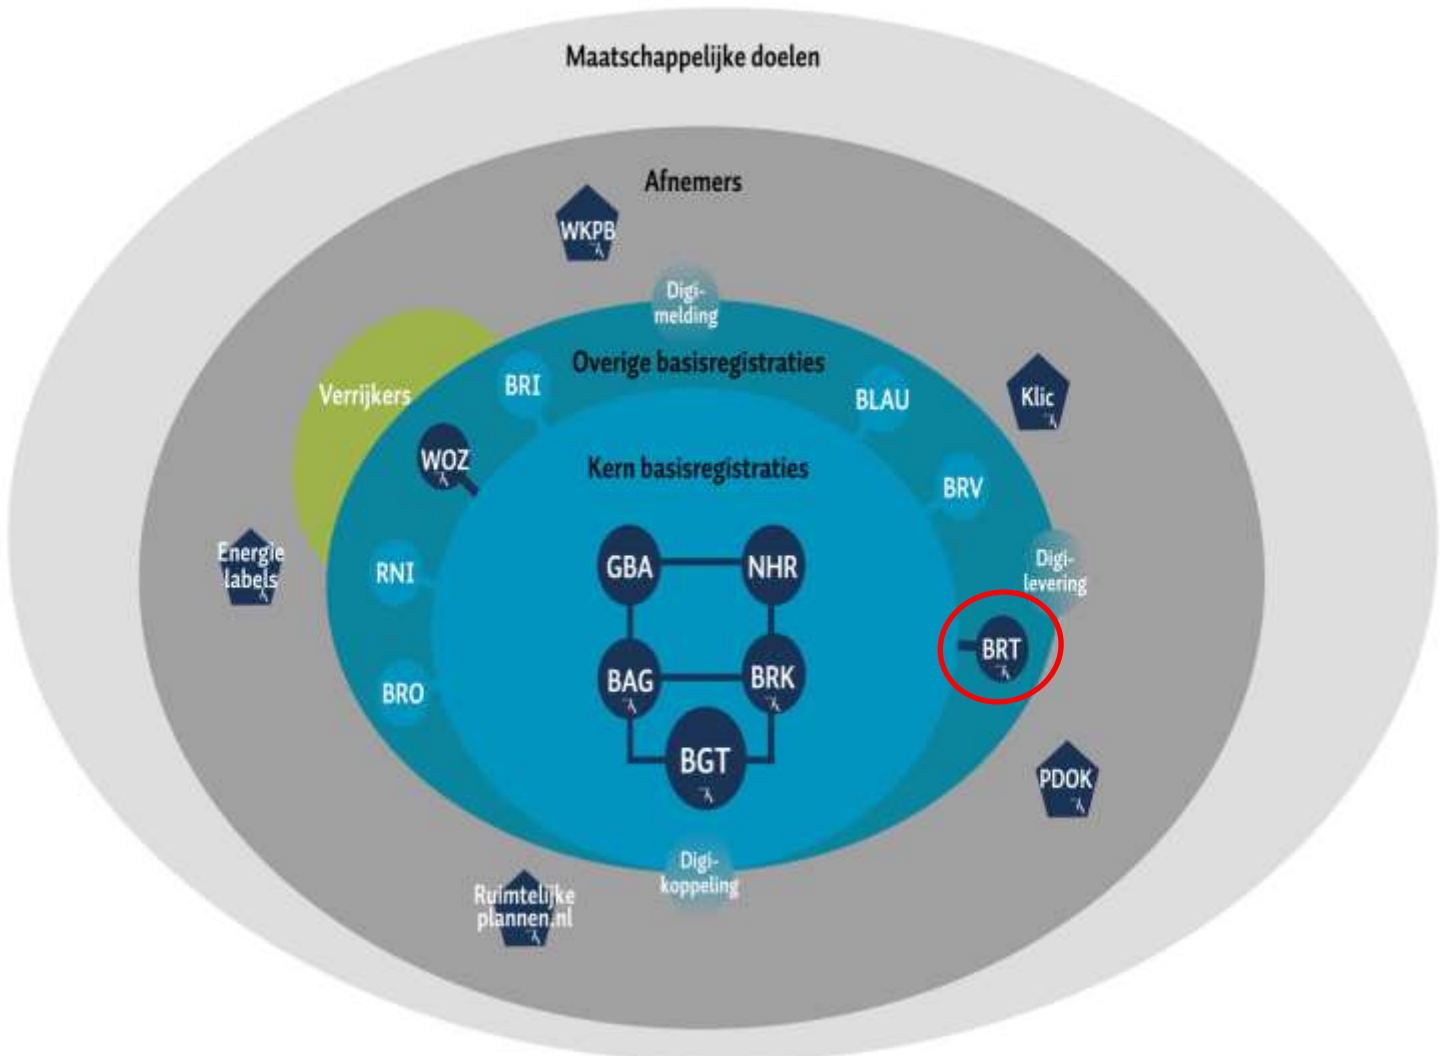 Maatschappelijke doelen
Afnemers
WKPB
Digi-
melding
Overige basisregistraties
Verrijkers
BRI
BLAU
Klic
WOZ
Kern basisregistraties
BRV
Energie
labels
RNI
GBA
NHR
Digi-
levering
BRT
BRO
BAG
BRK
BGT
PDOK
Digi-
koppeling
Ruimtelijke
plannen.nl